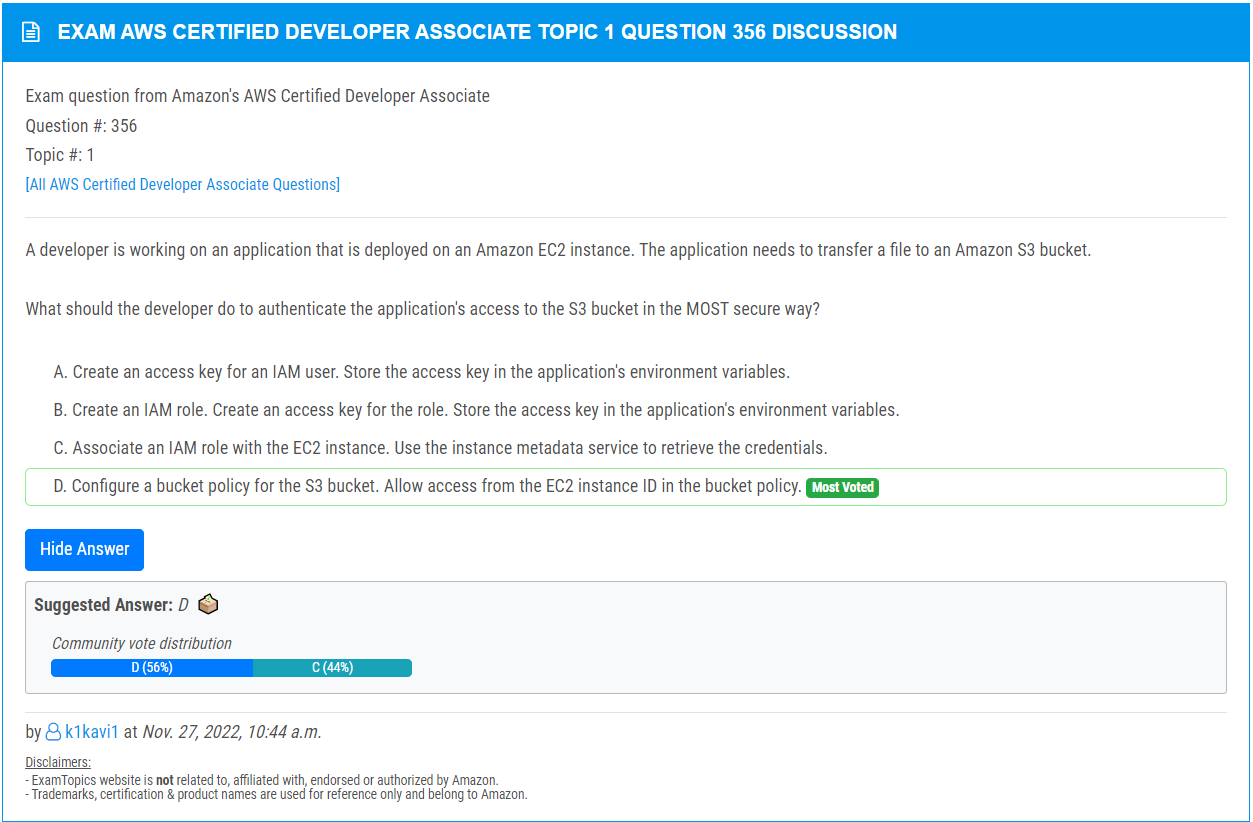 EXAM AWS CERTIFIED DEVELOPER ASSOCIATE TOPIC 1 QUESTION 356 DISCUSSION
Exam question from Amazon's AWS Certified Developer Associate
Question #: 356
Topic #: 1
[All AWS Certified Developer Associate Questions]
A developer is working on an application that is deployed on an Amazon EC2 instance. The application needs to transfer a file to an Amazon S3 bucket.
What should the developer do to authenticate the application's access to the S3 bucket in the MOST secure way?
A. Create an access key for an IAM user. Store the access key in the application's environment variables.
B. Create an IAM role. Create an access key for the role. Store the access key in the application's environment variables.
C. Associate an IAM role with the EC2 instance. Use the instance metadata service to retrieve the credentials.
D. Configure a bucket policy for the S3 bucket. Allow access from the EC2 instance ID in the bucket policy. Most Voted
Hide Answer
Suggested Answer: D
Community vote distribution
D (56%) C (44%)
by k1kavi1 at Nov. 27, 2022, 10:44 a.m.
Disclaimers:
- ExamTopics website is not related to, affiliated with, endorsed or authorized by Amazon.
- Trademarks, certification & product names are used for reference only and belong to Amazon.